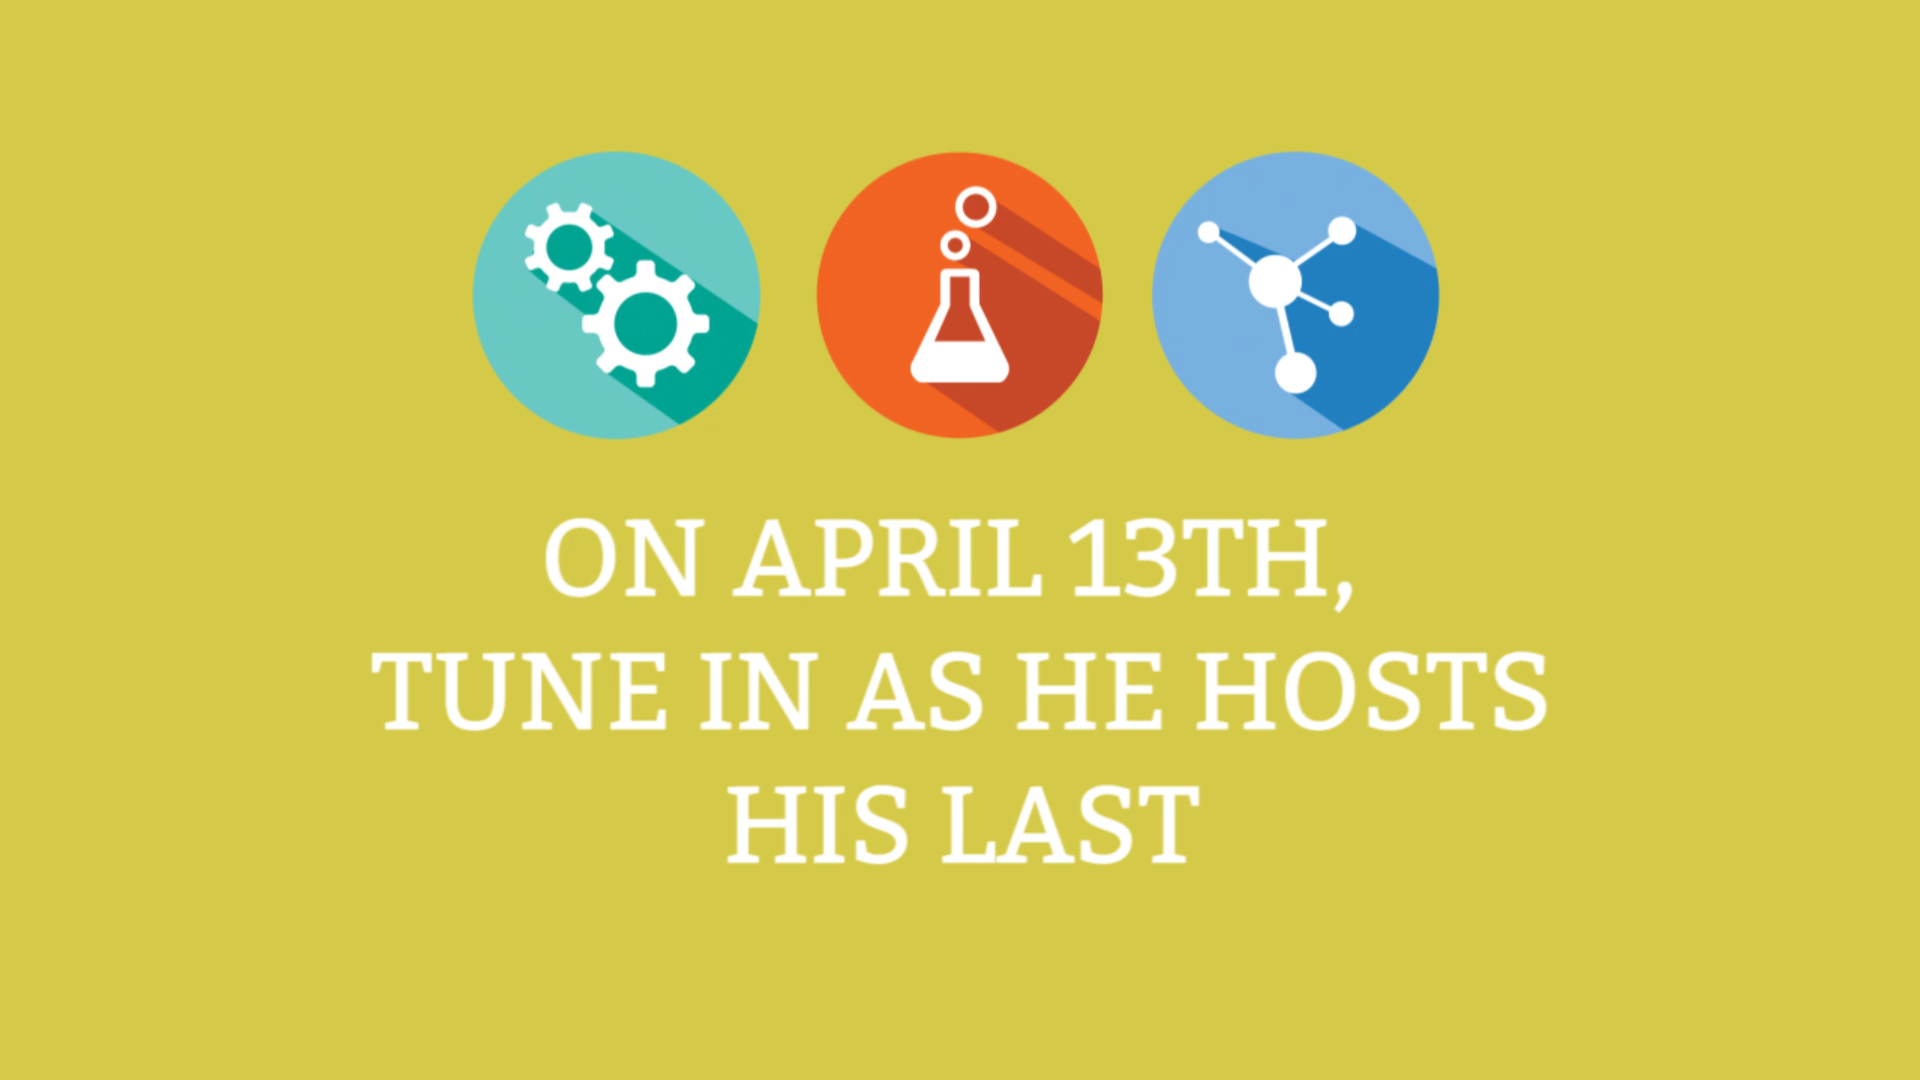 ON APRIL 13TH,
TUNE IN AS HE HOSTS
HIS LAST